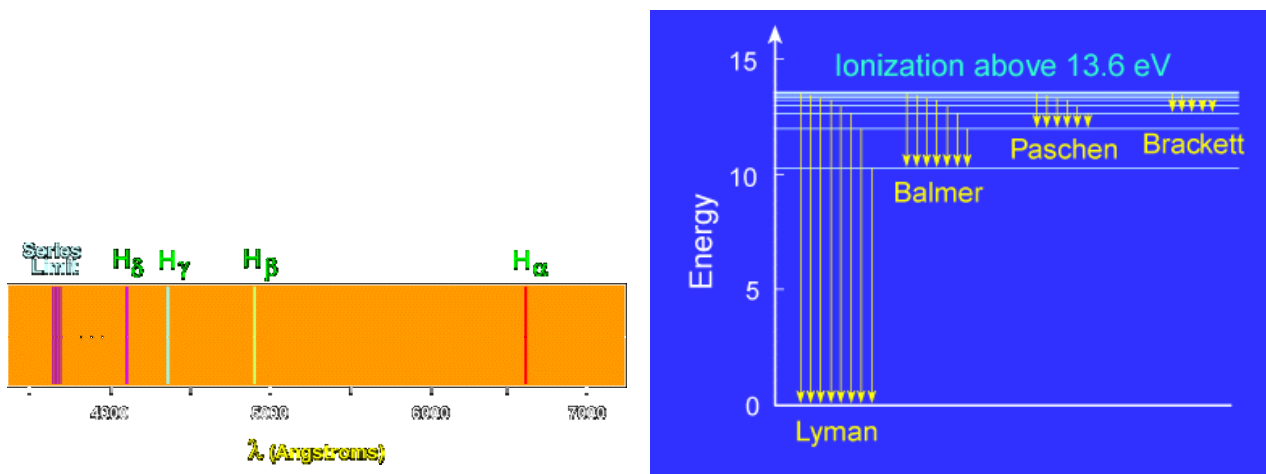 Series
Limit
Hδ Hγ Hβ Hα
. . .
4000 5000 6000 7000
λ (Angstroms)
15
Ionization above 13.6 eV
Paschen
Brackett
10
Balmer
Energy
5
0
Lyman